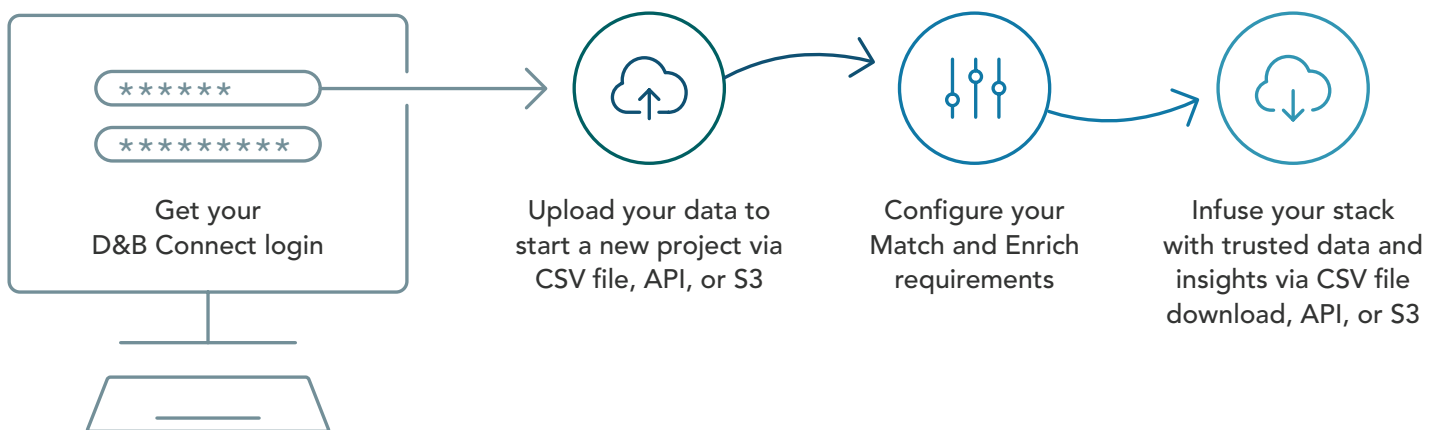 ******
*********
Get your
D&B Connect login
Upload your data to
start a new project via
CSV file, API, or S3
Configure your
Match and Enrich
requirements
Infuse your stack
with trusted data and
insights via CSV file
download, API, or S3